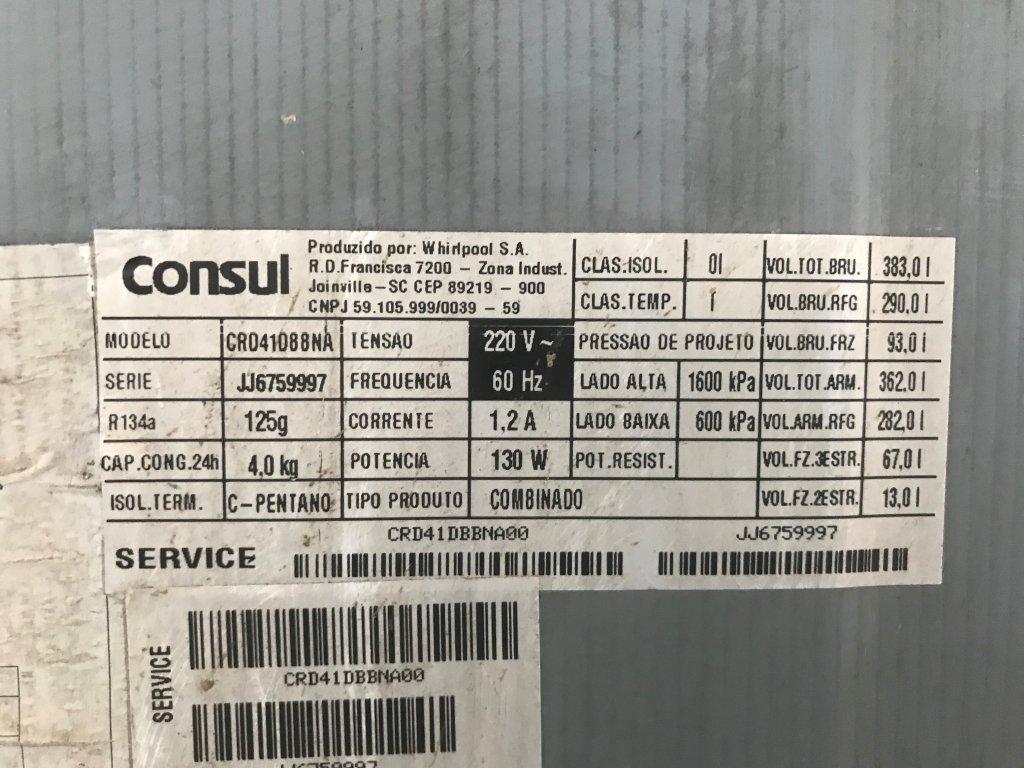 consul
Produzido por: Whirlpool S.A.
R.D.Francisca 7200 – Zona Indust.
Joinville–SC CEP 89219 – 900
CNPJ 59.105.999/0039 – 59
CLAS.ISOL. 01 VOL.TOT.BRU. 383,0 l
CLAS.TEMP. T VOL.BRU.RFG 290,0 l
MODELO CRD41DBBNA TENSAO 220 V ~ PRESSAO DE PROJETO VOL.BRU.FRZ 93,0 l
SERIE JJ6759997 FREQUENCIA 60 Hz LADO ALTA 1600 kPa VOL.TOT.ARM. 362,0 l
R134a 125g CORRENTE 1,2 A LADO BAIXA 600 kPa VOL.ARM.RFG 282,0 l
CAP.CONG.24h 4,0 kg POTENCIA 130 W POT.RESIST. VOL.FZ.3ESTR. 67,0 l
ISOL.TERM. C-PENTANO TIPO PRODUTO COMBINADO VOL.FZ.2ESTR. 13,0 l
CRD41DBBNA00 JJ6759997
SERVICE
SERVICE
CRD41DBBNA00
JJ6759997